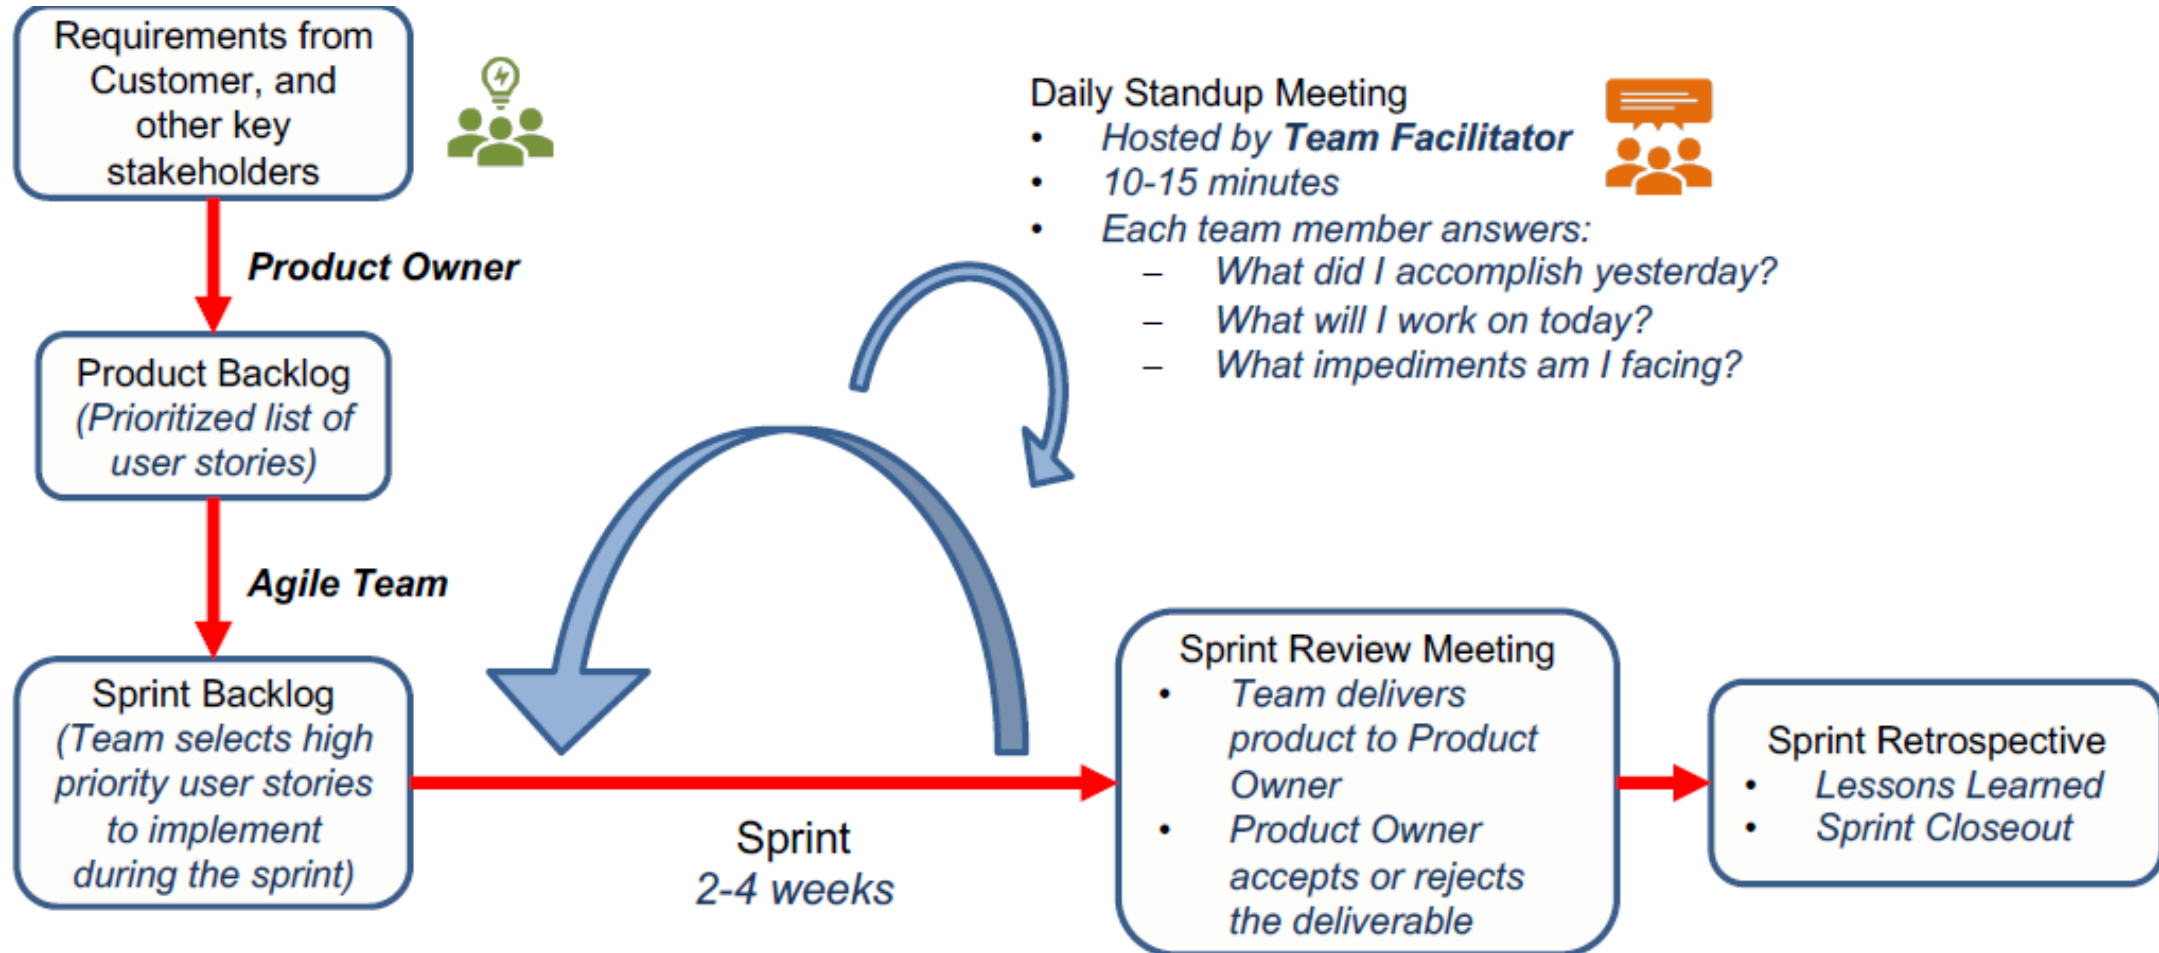 Requirements from
Customer, and
other key
stakeholders
Product Owner
Product Backlog
(Prioritized list of
user stories)
Agile Team
Sprint Backlog
(Team selects high
priority user stories
to implement
during the sprint)
Daily Standup Meeting
• Hosted by Team Facilitator
• 10-15 minutes
• Each team member answers:
– What did I accomplish yesterday?
– What will I work on today?
– What impediments am I facing?
Sprint
2-4 weeks
Sprint Review Meeting
• Team delivers
product to Product
Owner
• Product Owner
accepts or rejects
the deliverable
Sprint Retrospective
• Lessons Learned
• Sprint Closeout